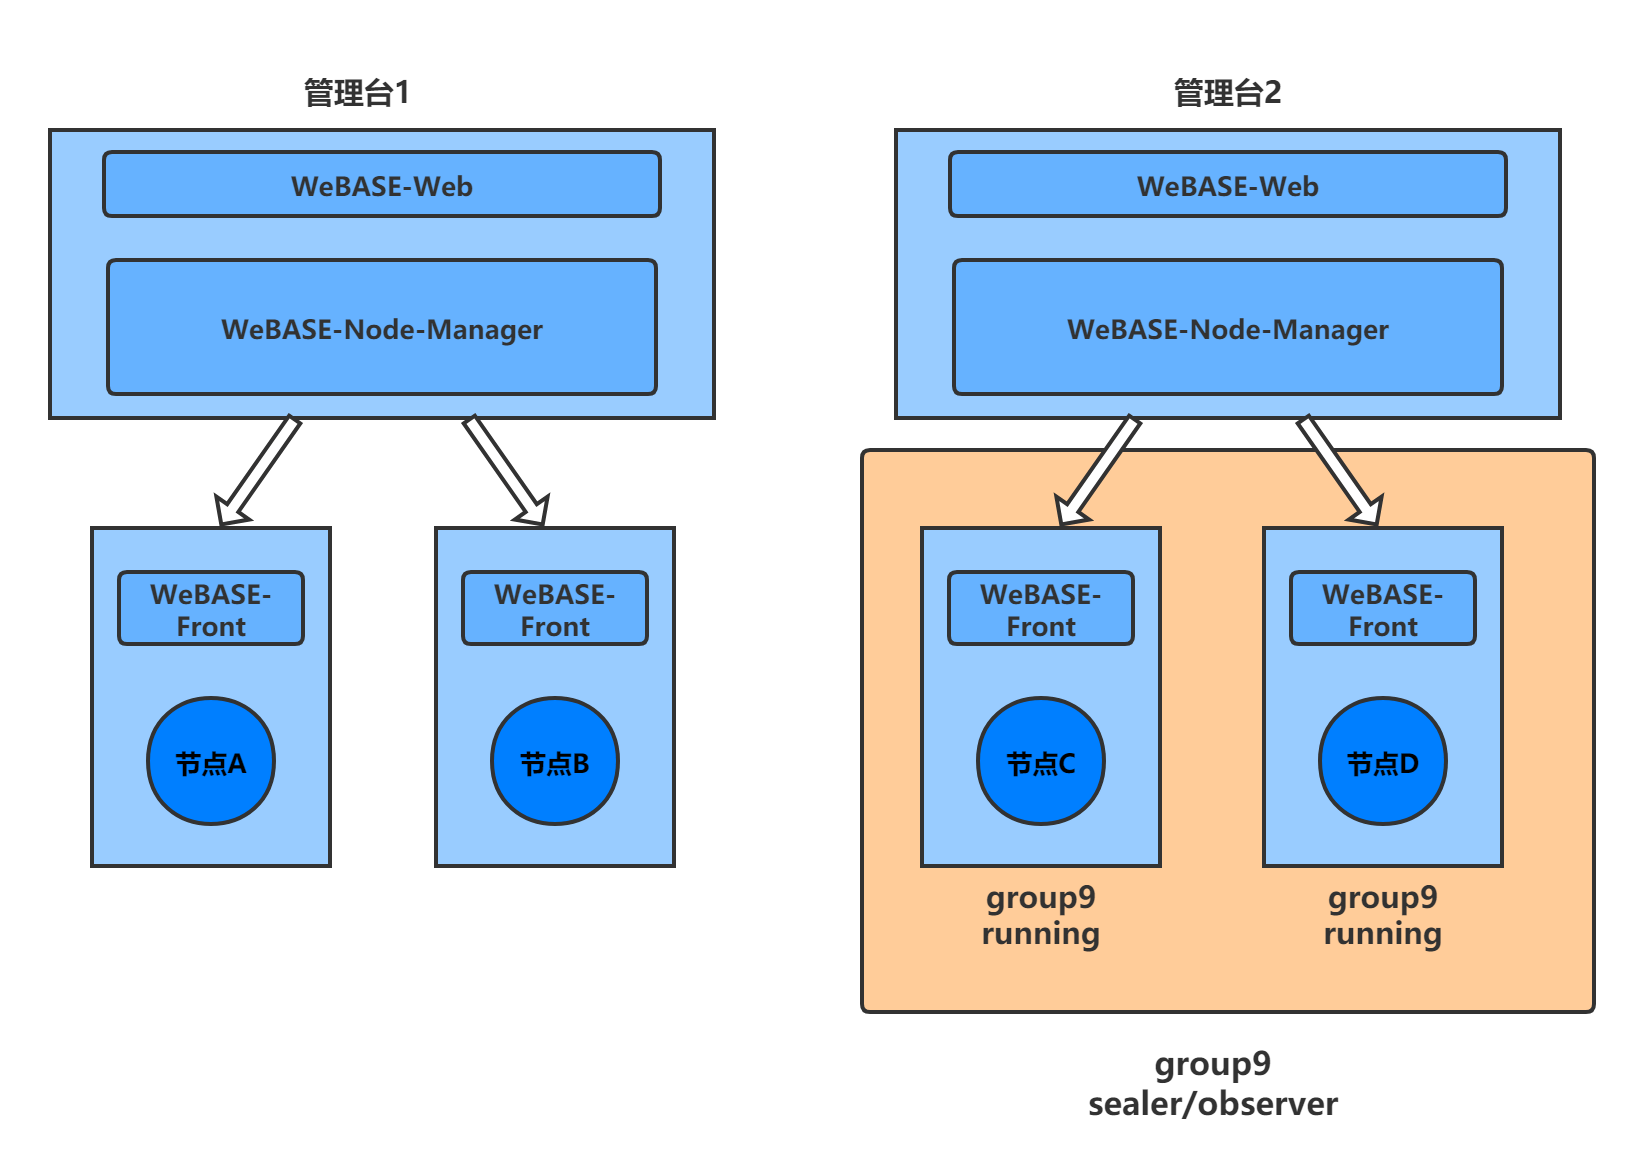 管理台1
WeBASE-Web
WeBASE-Node-Manager
WeBASE-
Front
节点A
WeBASE-
Front
节点B
管理台2
WeBASE-Web
WeBASE-Node-Manager
WeBASE-
Front
节点C
group9
running
WeBASE-
Front
节点D
group9
running
group9
sealer/observer